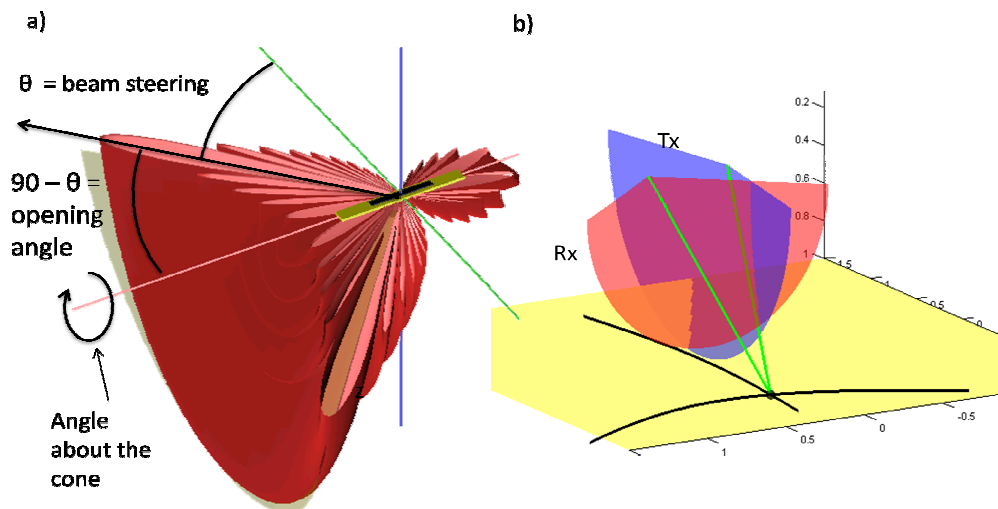 a)
θ = beam steering
90 – θ =
opening
angle
Angle
about the
cone
b)
Tx
Rx
0.2
0.4
0.6
0.8
1
1.5
1
0.5
0
-0.5
1
0.5
0
-0.5